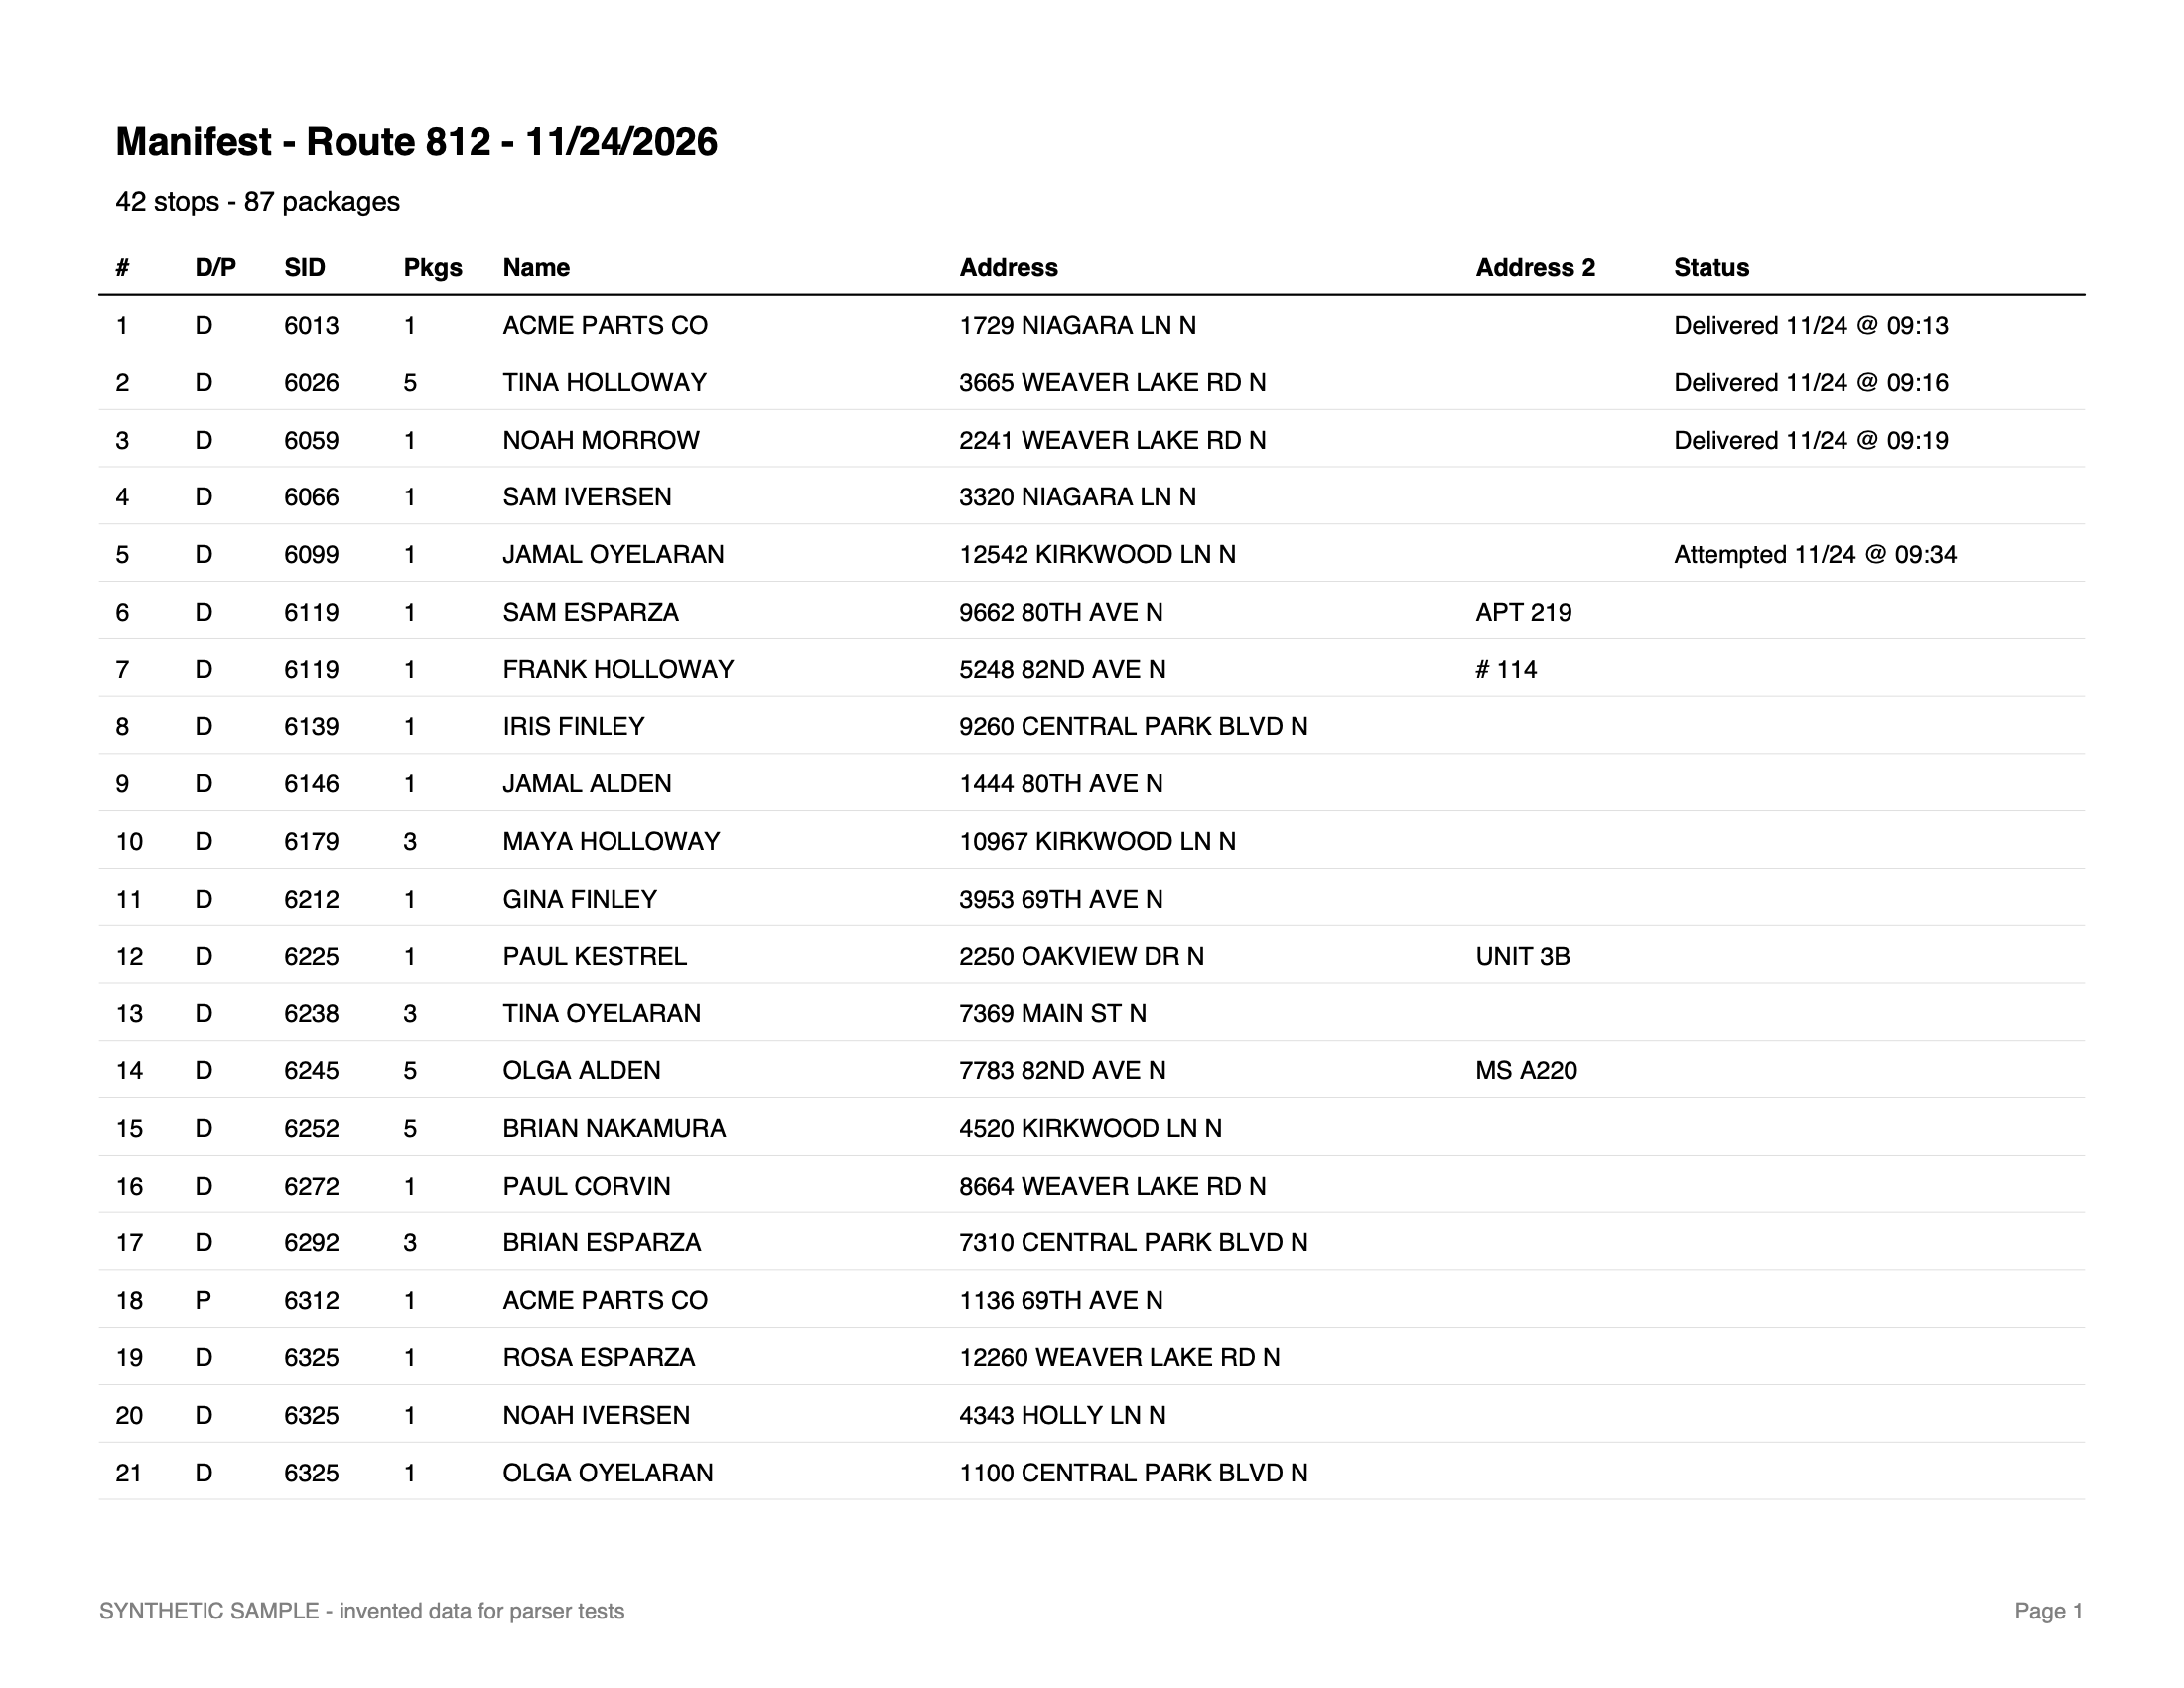 Manifest - Route 812 - 11/24/2026
42 stops - 87 packages
# D/P SID Pkgs Name Address Address 2 Status
1 D 6013 1 ACME PARTS CO 1729 NIAGARA LN N Delivered 11/24 @ 09:13
2 D 6026 5 TINA HOLLOWAY 3665 WEAVER LAKE RD N Delivered 11/24 @ 09:16
3 D 6059 1 NOAH MORROW 2241 WEAVER LAKE RD N Delivered 11/24 @ 09:19
4 D 6066 1 SAM IVERSEN 3320 NIAGARA LN N
5 D 6099 1 JAMAL OYELARAN 12542 KIRKWOOD LN N Attempted 11/24 @ 09:34
6 D 6119 1 SAM ESPARZA 9662 80TH AVE N APT 219
7 D 6119 1 FRANK HOLLOWAY 5248 82ND AVE N # 114
8 D 6139 1 IRIS FINLEY 9260 CENTRAL PARK BLVD N
9 D 6146 1 JAMAL ALDEN 1444 80TH AVE N
10 D 6179 3 MAYA HOLLOWAY 10967 KIRKWOOD LN N
11 D 6212 1 GINA FINLEY 3953 69TH AVE N
12 D 6225 1 PAUL KESTREL 2250 OAKVIEW DR N UNIT 3B
13 D 6238 3 TINA OYELARAN 7369 MAIN ST N
14 D 6245 5 OLGA ALDEN 7783 82ND AVE N MS A220
15 D 6252 5 BRIAN NAKAMURA 4520 KIRKWOOD LN N
16 D 6272 1 PAUL CORVIN 8664 WEAVER LAKE RD N
17 D 6292 3 BRIAN ESPARZA 7310 CENTRAL PARK BLVD N
18 P 6312 1 ACME PARTS CO 1136 69TH AVE N
19 D 6325 1 ROSA ESPARZA 12260 WEAVER LAKE RD N
20 D 6325 1 NOAH IVERSEN 4343 HOLLY LN N
21 D 6325 1 OLGA OYELARAN 1100 CENTRAL PARK BLVD N
SYNTHETIC SAMPLE - invented data for parser tests Page 1